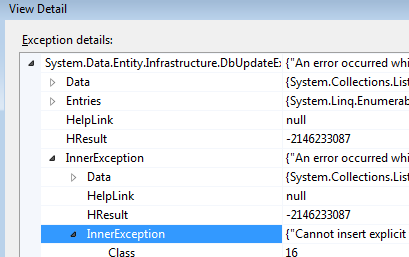 View Detail
Exception details:
System.Data.Entity.Infrastructure.DbUpdateEx {"An error occurred whi
Data {System.Collections.List
Entries {System.Linq.Enumerabl
HelpLink null
HResult -2146233087
InnerException {"An error occurred whi
Data {System.Collections.List
HelpLink null
HResult -2146233087
InnerException {"Cannot insert explicit
Class 16